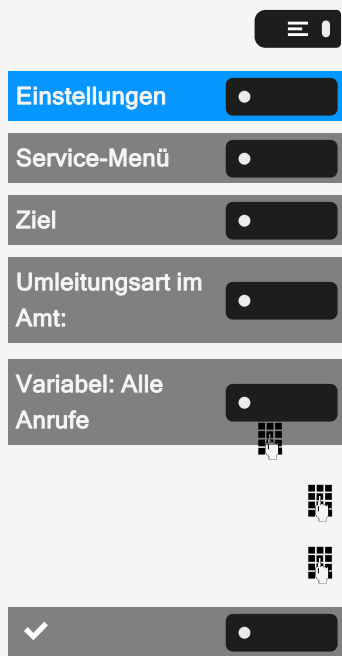 Einstellungen
Service-Menü
Ziel
Umleitungsart im
Amt:
Variabel: Alle
Anrufe